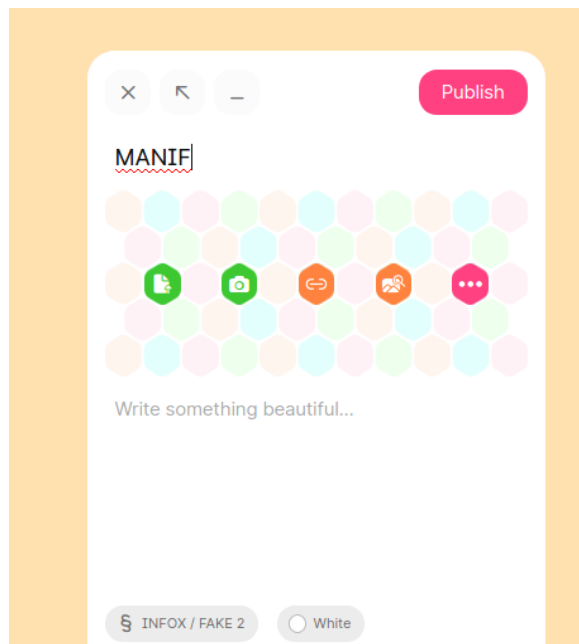 Publish
MANIF
Write something beautiful...
§ INFOX / FAKE 2
White